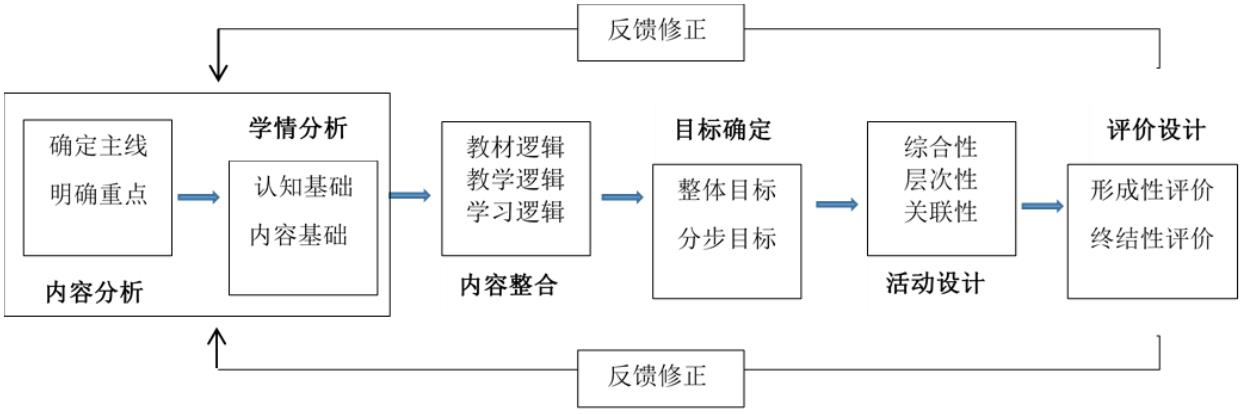 反馈修正
确定主线
明确重点
内容分析
学情分析
认知基础
内容基础
教材逻辑
教学逻辑
学习逻辑
内容整合
目标确定
整体目标
分步目标
综合性
层次性
关联性
活动设计
评价设计
形成性评价
终结性评价
反馈修正